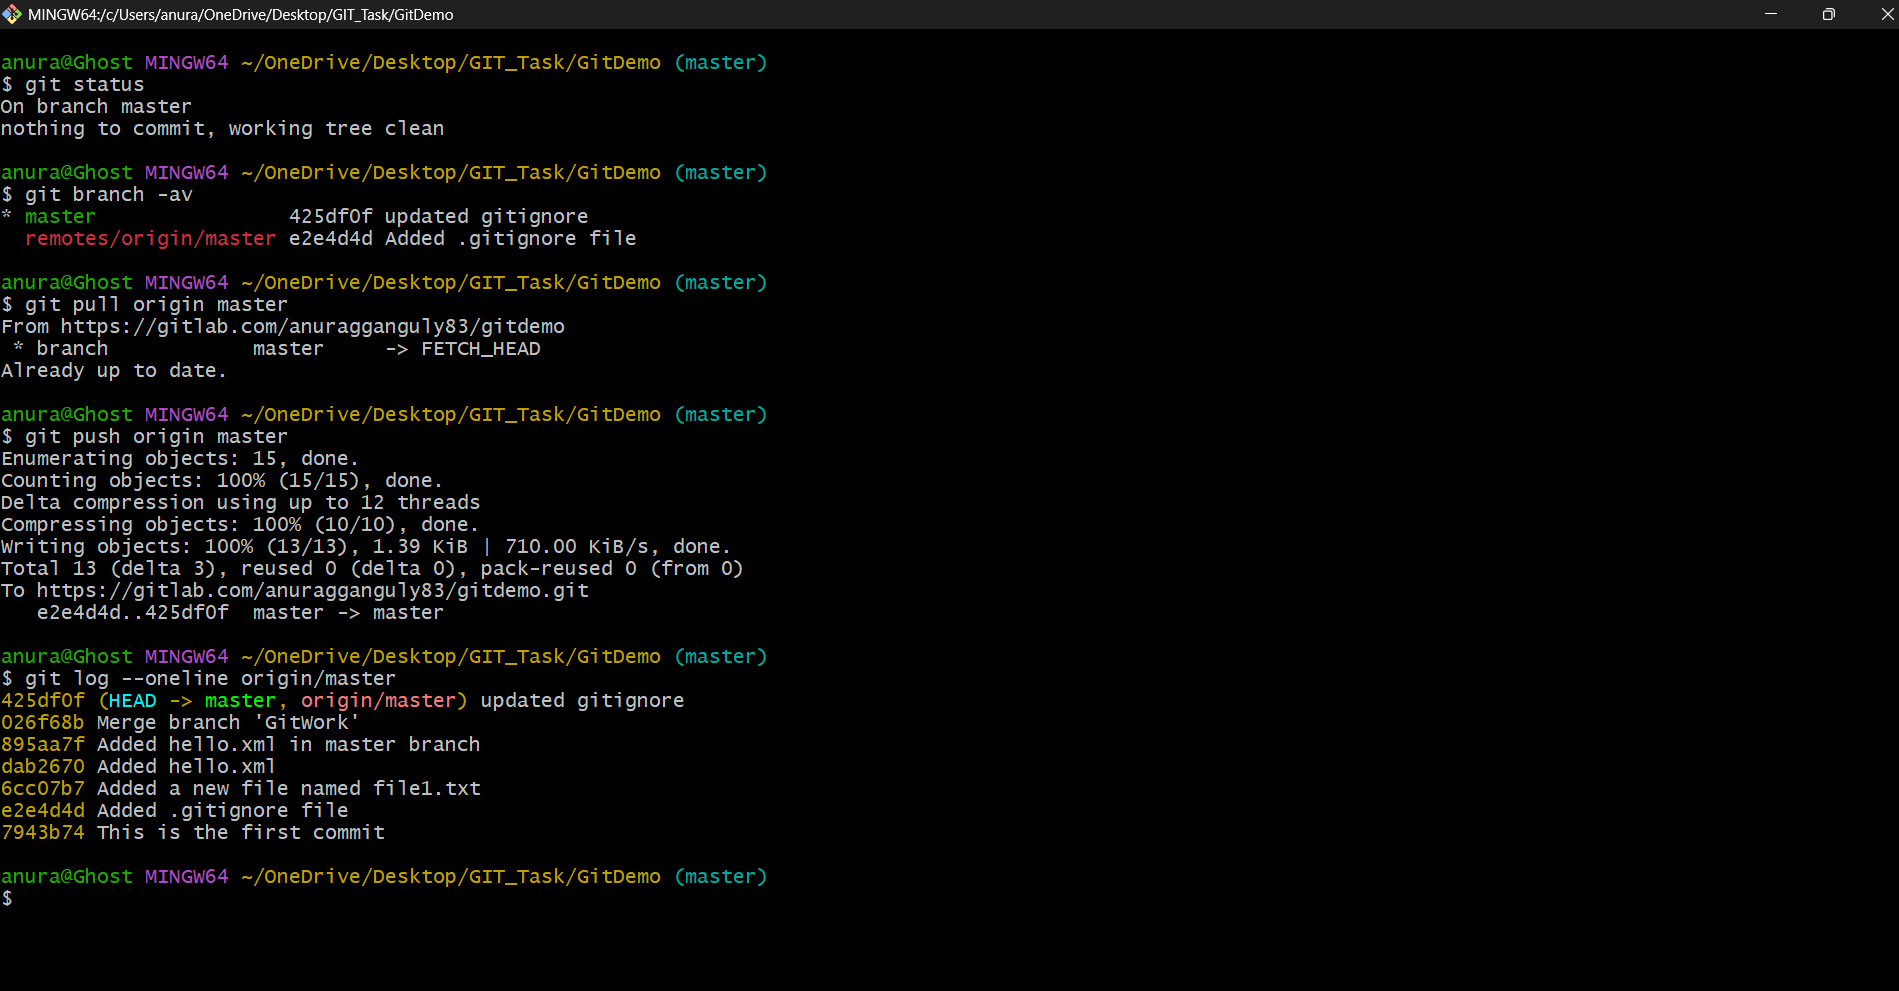 MINGW64:/c/Users/anura/OneDrive/Desktop/GIT_Task/GitDemo
anura@Ghost MINGW64 ~/OneDrive/Desktop/GIT_Task/GitDemo (master)
$ git status
On branch master
nothing to commit, working tree clean
anura@Ghost MINGW64 ~/OneDrive/Desktop/GIT_Task/GitDemo (master)
$ git branch -av
* master                425df0f updated gitignore
  remotes/origin/master e2e4d4d Added .gitignore file
anura@Ghost MINGW64 ~/OneDrive/Desktop/GIT_Task/GitDemo (master)
$ git pull origin master
From https://gitlab.com/anuragganguly83/gitdemo
 * branch            master     -> FETCH_HEAD
Already up to date.
anura@Ghost MINGW64 ~/OneDrive/Desktop/GIT_Task/GitDemo (master)
$ git push origin master
Enumerating objects: 15, done.
Counting objects: 100% (15/15), done.
Delta compression using up to 12 threads
Compressing objects: 100% (10/10), done.
Writing objects: 100% (13/13), 1.39 KiB | 710.00 KiB/s, done.
Total 13 (delta 3), reused 0 (delta 0), pack-reused 0 (from 0)
To https://gitlab.com/anuragganguly83/gitdemo.git
   e2e4d4d..425df0f  master -> master
anura@Ghost MINGW64 ~/OneDrive/Desktop/GIT_Task/GitDemo (master)
$ git log --oneline origin/master
425df0f (HEAD -> master, origin/master) updated gitignore
026f68b Merge branch 'GitWork'
895aa7f Added hello.xml in master branch
dab2670 Added hello.xml
6cc07b7 Added a new file named file1.txt
e2e4d4d Added .gitignore file
7943b74 This is the first commit
anura@Ghost MINGW64 ~/OneDrive/Desktop/GIT_Task/GitDemo (master)
$